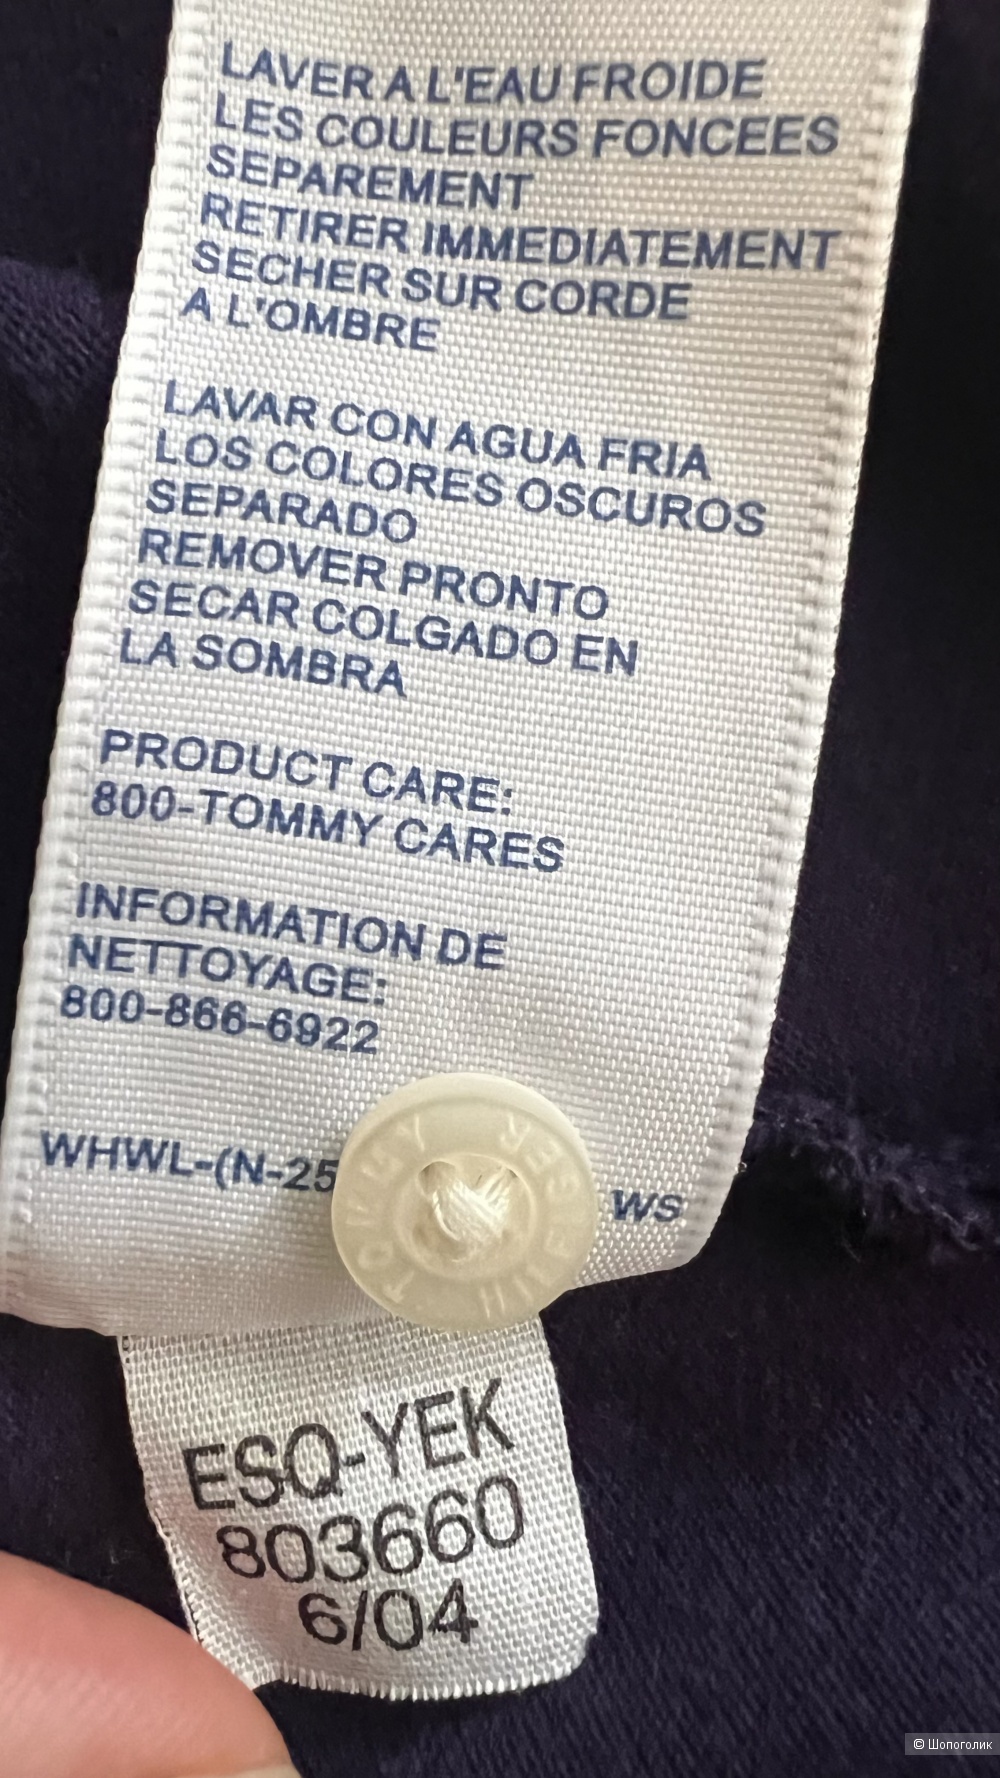 LAVER A L'EAU FROIDE
LES COULEURS FONCEES
SEPAREMENT
RETIRER IMMEDIATEMENT
SECHER SUR CORDE
A L'OMBRE
LAVAR CON AGUA FRIA
LOS COLORES OSCUROS
SEPARADO
REMOVER PRONTO
SECAR COLGADO EN
LA SOMBRA
PRODUCT CARE:
800-TOMMY CARES
INFORMATION DE
NETTOYAGE:
800-866-6922
WHWL-(N-25 WS
TOMMY
ESQ-YEK
803660
6/04
© Шопоголик